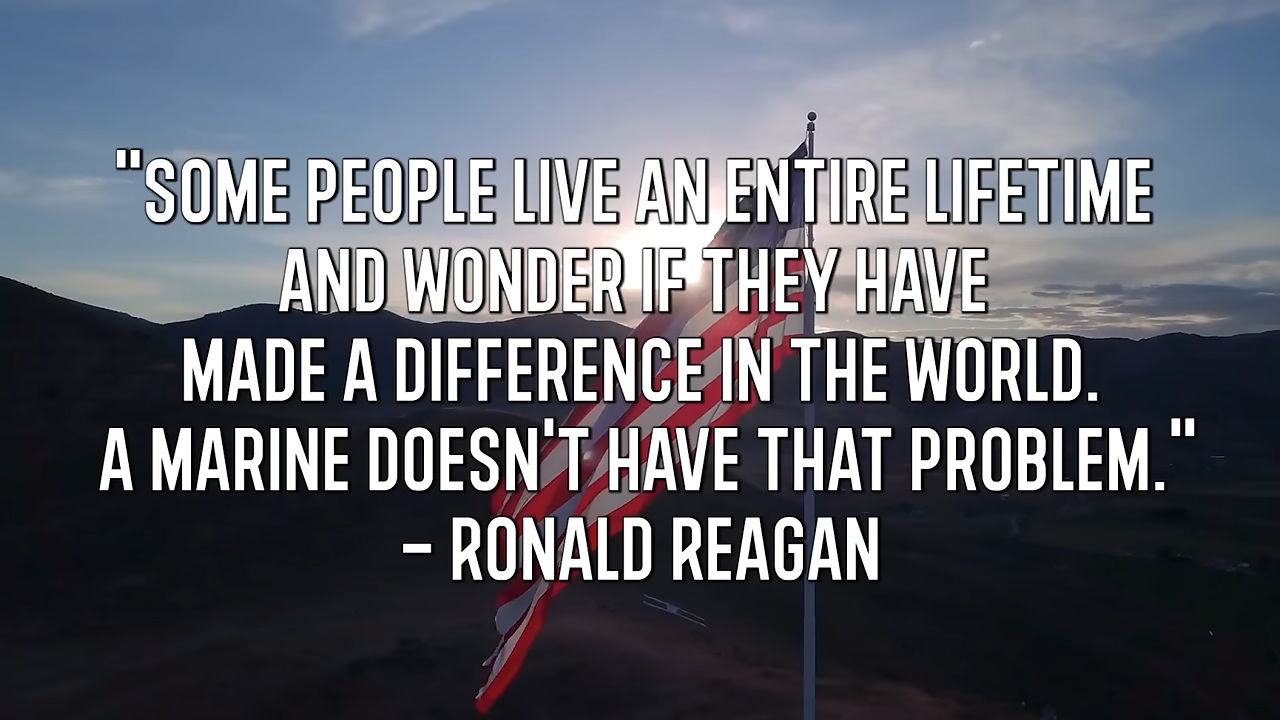 "SOME PEOPLE LIVE AN ENTIRE LIFETIME
AND WONDER IF THEY HAVE
MADE A DIFFERENCE IN THE WORLD.
A MARINE DOESN'T HAVE THAT PROBLEM."
- RONALD REAGAN